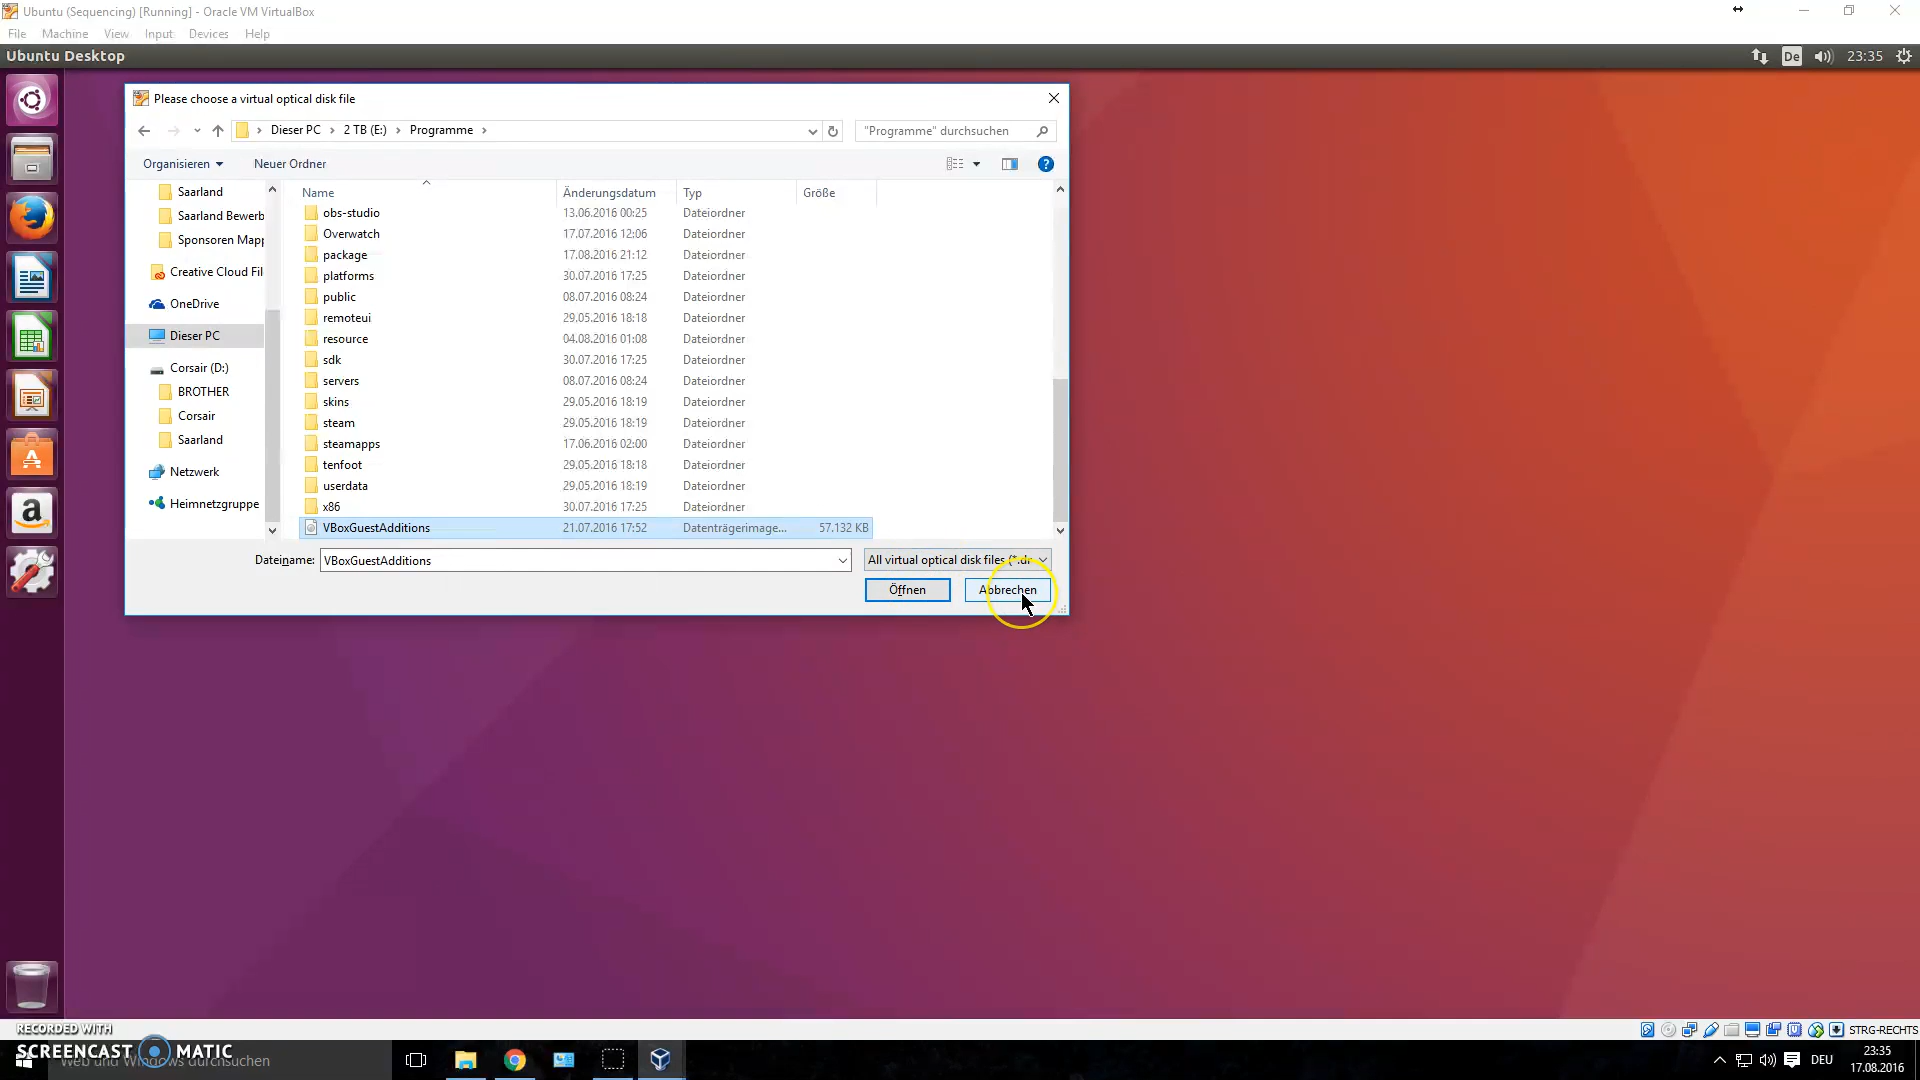 Ubuntu (Sequencing) [Running] - Oracle VM VirtualBox
File Machine View Input Devices Help
Ubuntu Desktop De 23:35
Please choose a virtual optical disk file
Dieser PC 2 TB (E:) Programme "Programme" durchsuchen
Organisieren Neuer Ordner
Name Änderungsdatum Typ Größe
Saarland
Saarland Bewerb
Sponsoren Mapp
Creative Cloud Fil
OneDrive
Dieser PC
Corsair (D:)
BROTHER
Corsair
Saarland
Netzwerk
Heimnetzgruppe
obs-studio 13.06.2016 00:25 Dateiordner
Overwatch 17.07.2016 12:06 Dateiordner
package 17.08.2016 21:12 Dateiordner
platforms 30.07.2016 17:25 Dateiordner
public 08.07.2016 08:24 Dateiordner
remoteui 29.05.2016 18:18 Dateiordner
resource 04.08.2016 01:08 Dateiordner
sdk 30.07.2016 17:25 Dateiordner
servers 08.07.2016 08:24 Dateiordner
skins 29.05.2016 18:19 Dateiordner
steam 29.05.2016 18:19 Dateiordner
steamapps 17.06.2016 02:00 Dateiordner
tenfoot 29.05.2016 18:18 Dateiordner
userdata 29.05.2016 18:19 Dateiordner
x86 30.07.2016 17:25 Dateiordner
VBoxGuestAdditions 21.07.2016 17:52 Datenträgerimage... 57.132 KB
Dateiname: VBoxGuestAdditions All virtual optical disk files (*.dr
Öffnen Abbrechen
STRG-RECHTS
RECORDED WITH
SCREENCAST MATIC
Web und Windows durchsuchen
DEU 23:35
17.08.2016